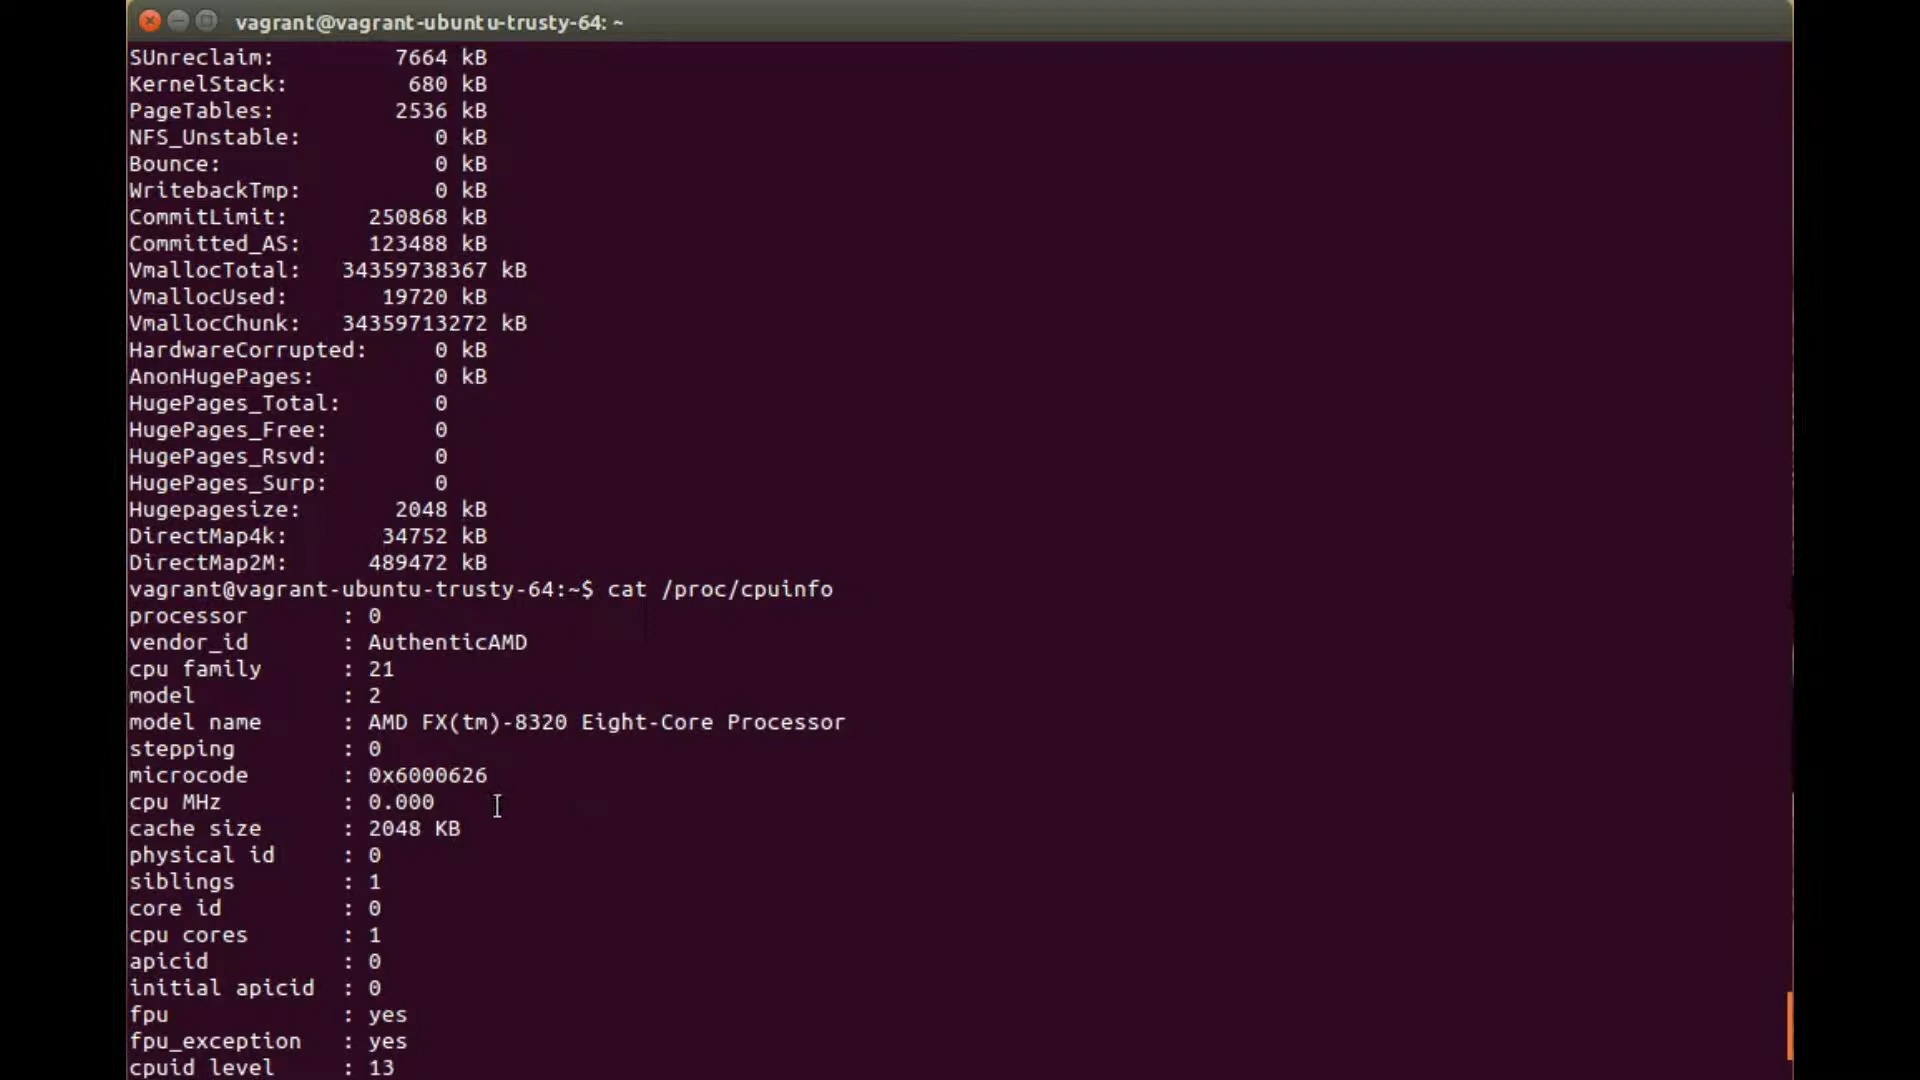 vagrant@vagrant-ubuntu-trusty-64: ~
SUnreclaim:         7664 kB
KernelStack:         680 kB
PageTables:         2536 kB
NFS_Unstable:          0 kB
Bounce:                0 kB
WritebackTmp:          0 kB
CommitLimit:      250868 kB
Committed_AS:     123488 kB
VmallocTotal:   34359738367 kB
VmallocUsed:       19720 kB
VmallocChunk:   34359713272 kB
HardwareCorrupted:     0 kB
AnonHugePages:         0 kB
HugePages_Total:       0
HugePages_Free:        0
HugePages_Rsvd:        0
HugePages_Surp:        0
Hugepagesize:       2048 kB
DirectMap4k:       34752 kB
DirectMap2M:      489472 kB
vagrant@vagrant-ubuntu-trusty-64:~$ cat /proc/cpuinfo
processor       : 0
vendor_id       : AuthenticAMD
cpu family      : 21
model           : 2
model name      : AMD FX(tm)-8320 Eight-Core Processor
stepping        : 0
microcode       : 0x6000626
cpu MHz         : 0.000
cache size      : 2048 KB
physical id     : 0
siblings        : 1
core id         : 0
cpu cores       : 1
apicid          : 0
initial apicid  : 0
fpu             : yes
fpu_exception   : yes
cpuid level     : 13